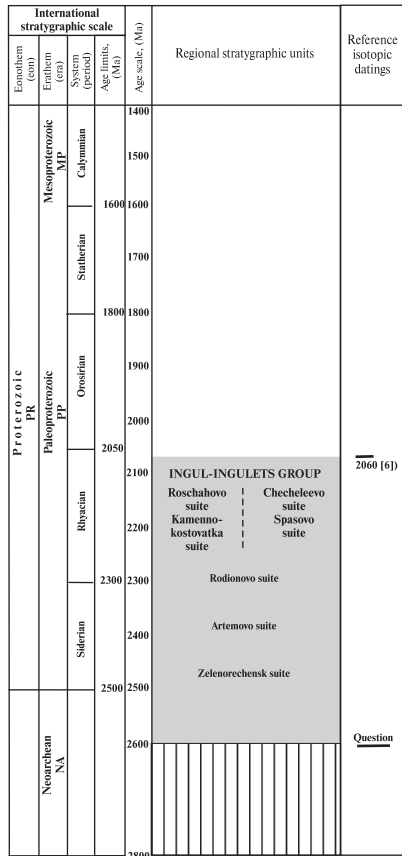 International
stratygraphic scale
Eonothem
(eon)
Erathem
(era)
System
(period)
Age limits,
(Ma)
Age scale, (Ma)
Regional stratygraphic units
Reference
isotopic
datings
1400
Mesoproterozoic
MP
Calymmian
1500
1600
1600
Statherian
1700
1800
1800
Proterozoic
PR
Paleoproterozoic
PP
Orosirian
1900
2000
2050
2060 [6])
2100
INGUL-INGULETS GROUP
Roschahovo
suite
Checheleevo
suite
Rhyacian
Kamenno-
kostovatka
suite
Spasovo
suite
2200
2300
2300
Rodionovo suite
Siderian
2400
Artemovo suite
Zelenorechensk suite
2500
2500
Question
2600
Neoarchean
NA
2800